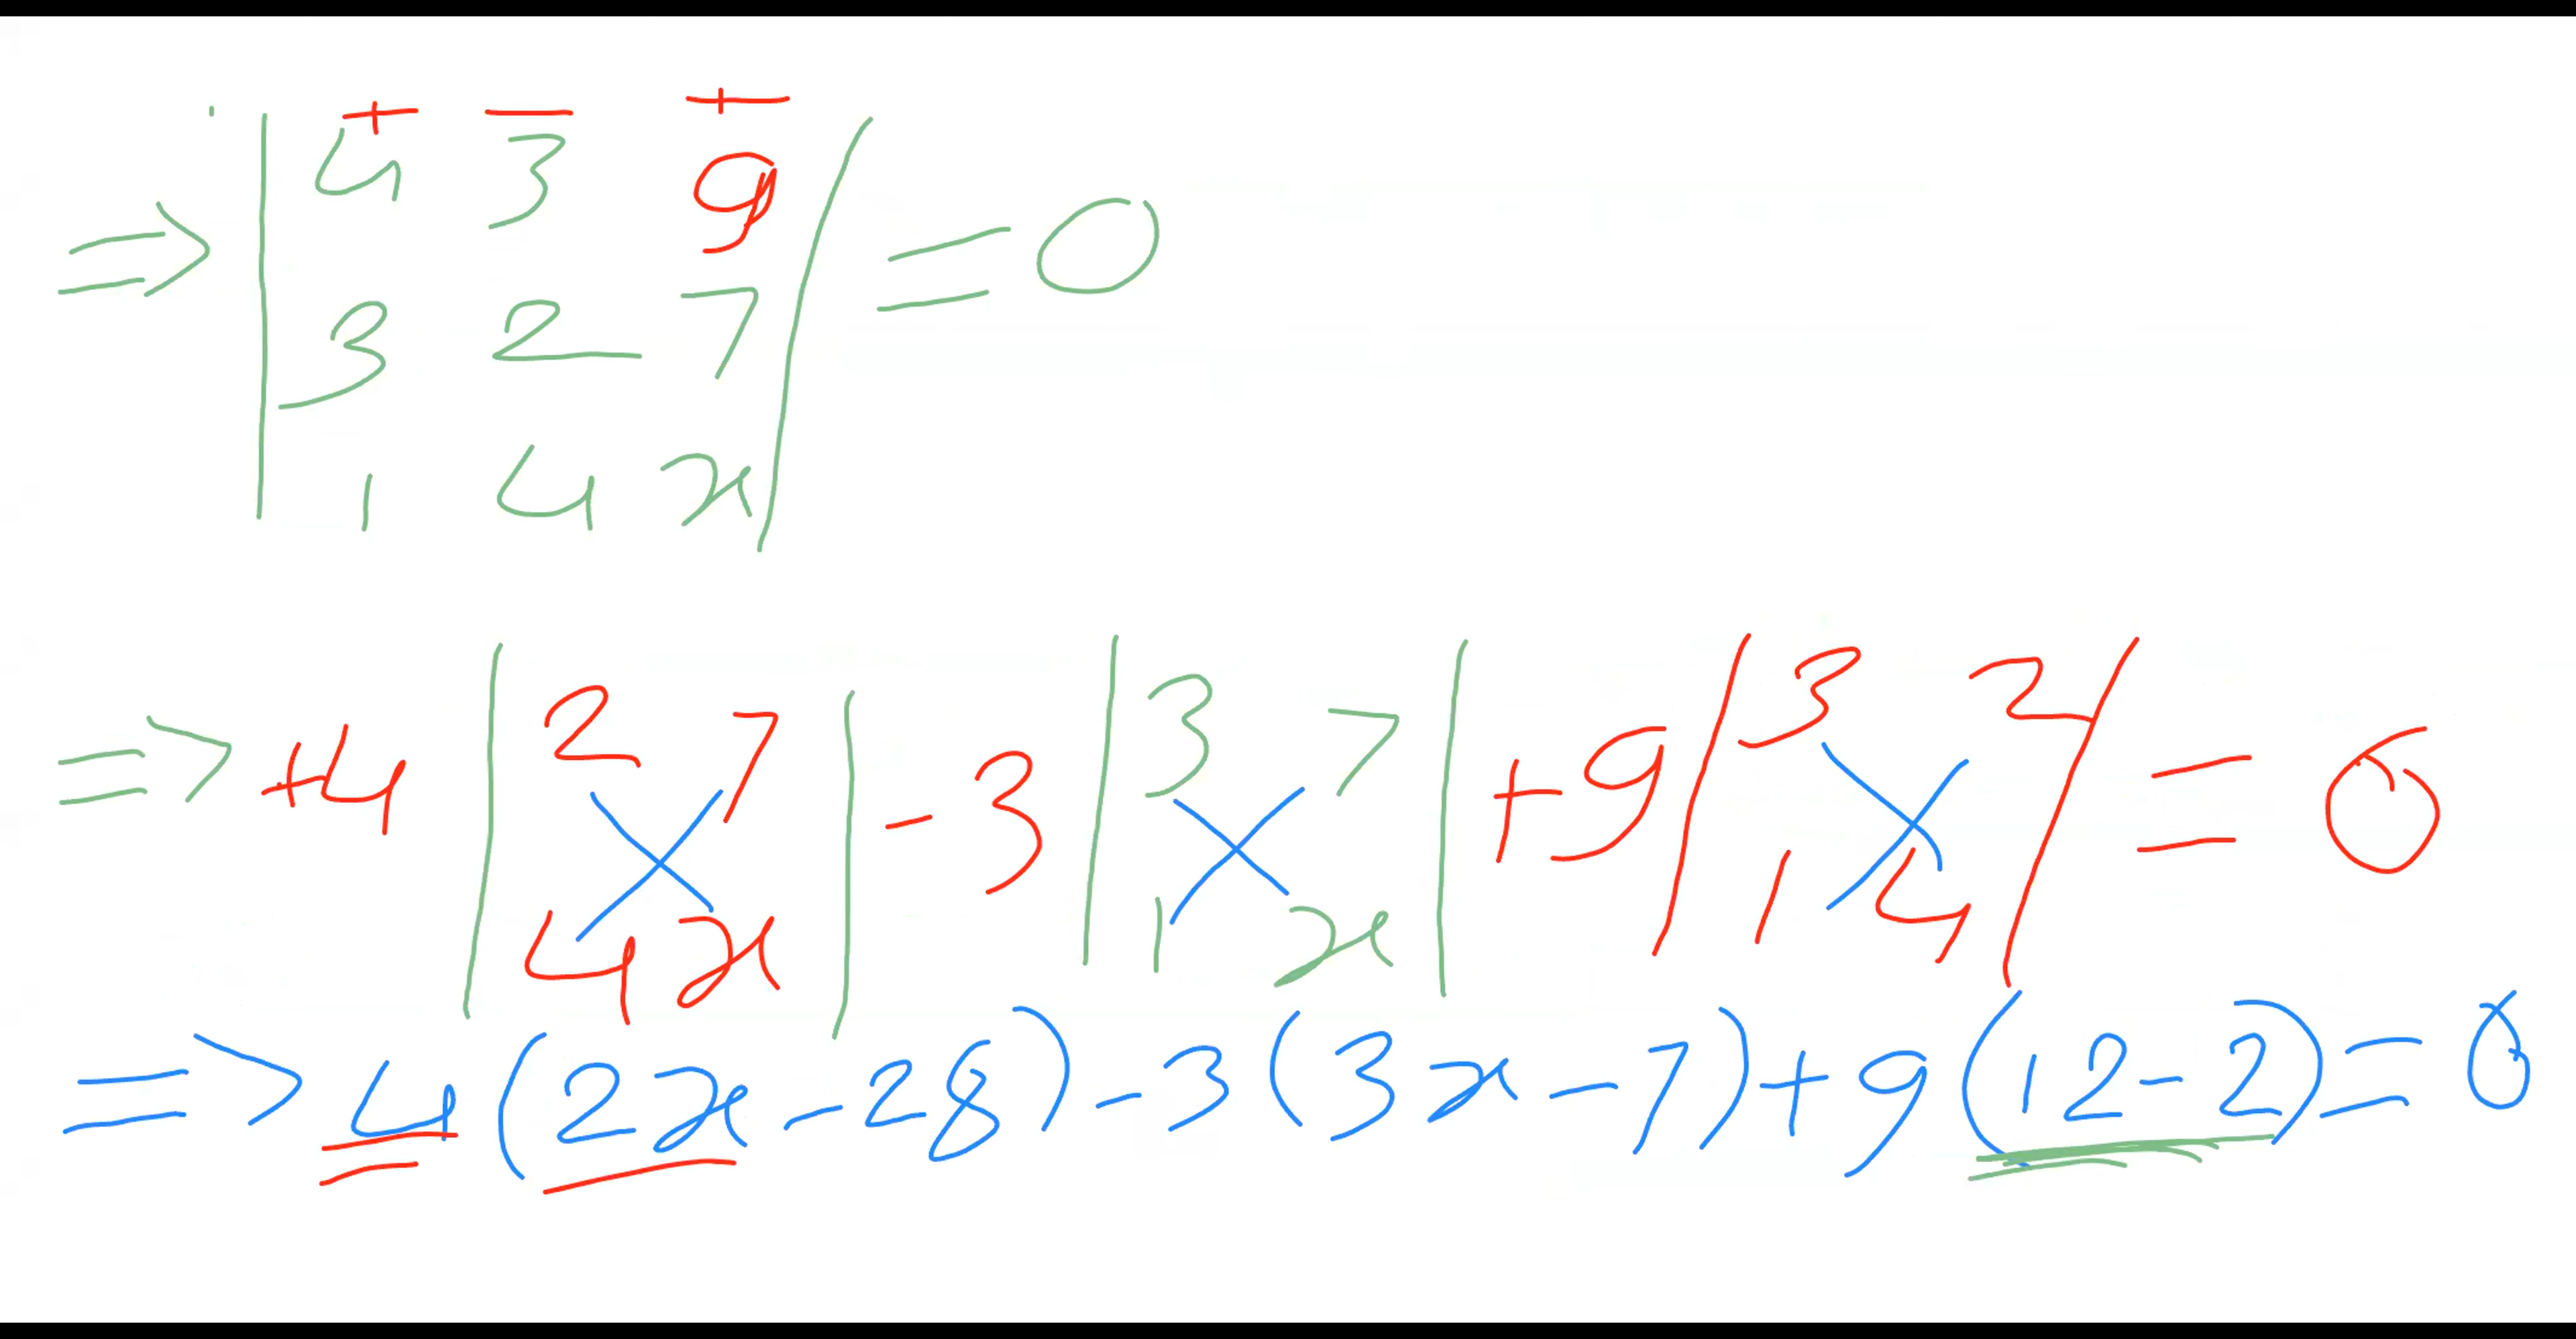 + − +
⇒ | 4 3 9 | = 0
| 3 2 7 |
| 1 4 x |
⇒ +4 | 2 7 | - 3 | 3 7 | + 9 | 3 2 | = 0
| 4 x | | 1 x | | 1 4 |
⇒ 4 (2x - 28) - 3 (3x - 7) + 9 (12 - 2) = 0